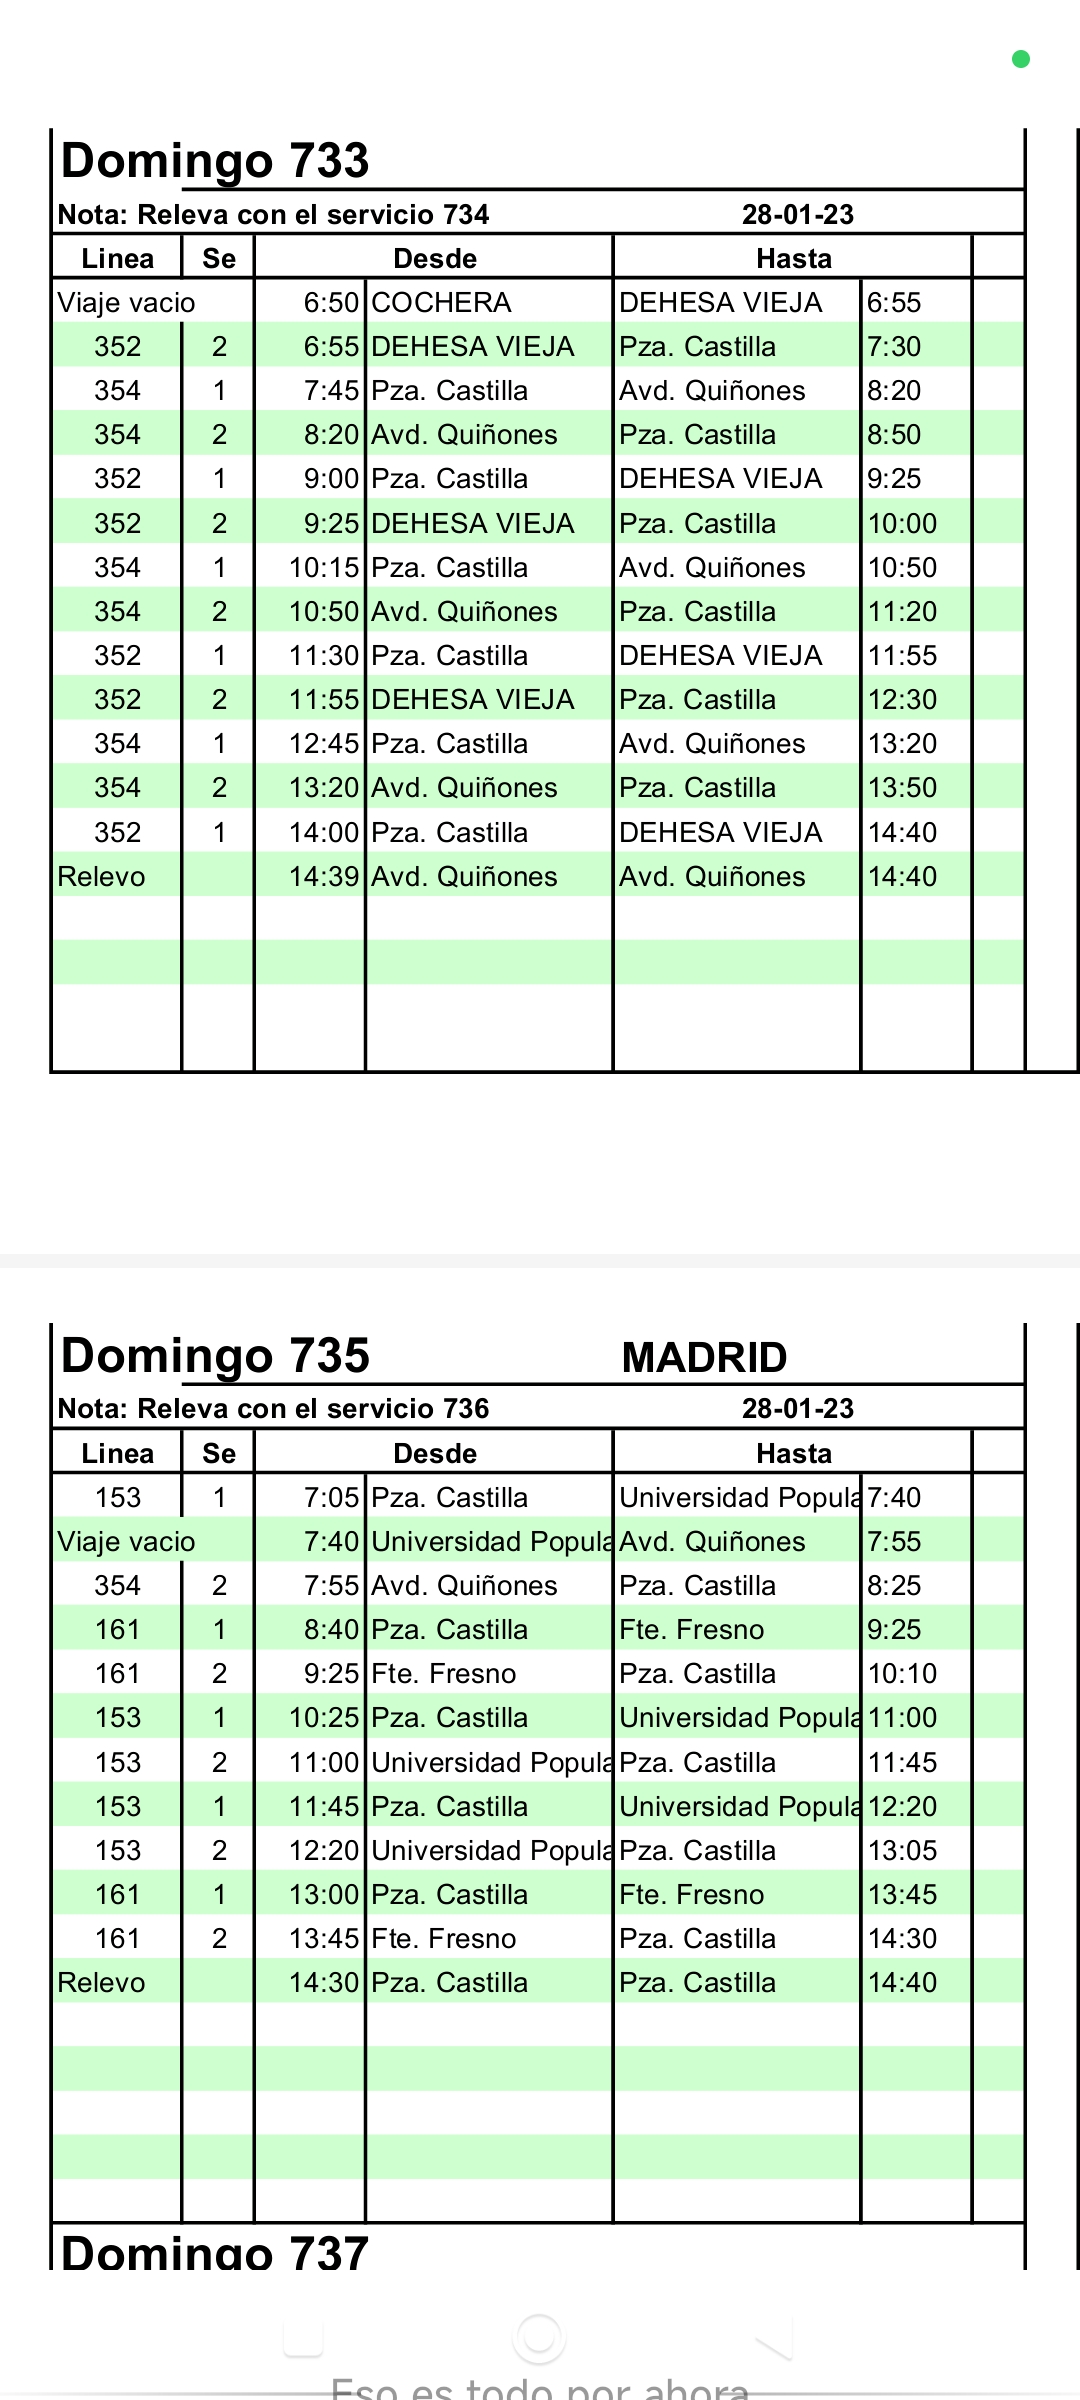 Domingo 733
Nota: Releva con el servicio 734 28-01-23
Linea Se Desde Hasta
Viaje vacio 6:50 COCHERA DEHESA VIEJA 6:55
352 2 6:55 DEHESA VIEJA Pza. Castilla 7:30
354 1 7:45 Pza. Castilla Avd. Quiñones 8:20
354 2 8:20 Avd. Quiñones Pza. Castilla 8:50
352 1 9:00 Pza. Castilla DEHESA VIEJA 9:25
352 2 9:25 DEHESA VIEJA Pza. Castilla 10:00
354 1 10:15 Pza. Castilla Avd. Quiñones 10:50
354 2 10:50 Avd. Quiñones Pza. Castilla 11:20
352 1 11:30 Pza. Castilla DEHESA VIEJA 11:55
352 2 11:55 DEHESA VIEJA Pza. Castilla 12:30
354 1 12:45 Pza. Castilla Avd. Quiñones 13:20
354 2 13:20 Avd. Quiñones Pza. Castilla 13:50
352 1 14:00 Pza. Castilla DEHESA VIEJA 14:40
Relevo 14:39 Avd. Quiñones Avd. Quiñones 14:40
Domingo 735 MADRID
Nota: Releva con el servicio 736 28-01-23
Linea Se Desde Hasta
153 1 7:05 Pza. Castilla Universidad Popula 7:40
Viaje vacio 7:40 Universidad Popula Avd. Quiñones 7:55
354 2 7:55 Avd. Quiñones Pza. Castilla 8:25
161 1 8:40 Pza. Castilla Fte. Fresno 9:25
161 2 9:25 Fte. Fresno Pza. Castilla 10:10
153 1 10:25 Pza. Castilla Universidad Popula 11:00
153 2 11:00 Universidad Popula Pza. Castilla 11:45
153 1 11:45 Pza. Castilla Universidad Popula 12:20
153 2 12:20 Universidad Popula Pza. Castilla 13:05
161 1 13:00 Pza. Castilla Fte. Fresno 13:45
161 2 13:45 Fte. Fresno Pza. Castilla 14:30
Relevo 14:30 Pza. Castilla Pza. Castilla 14:40
Domingo 737
Eso es todo por ahora